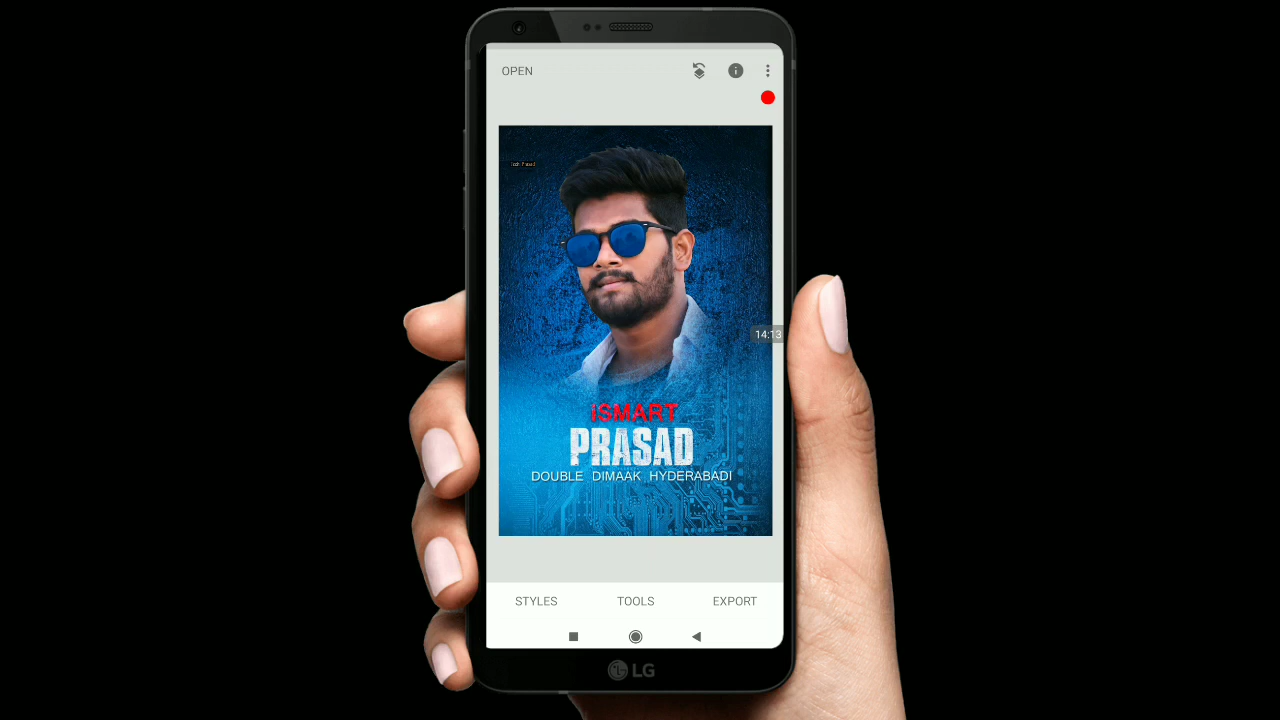 OPEN
14:13
ISMART
PRASAD
DOUBLE DIMAAK HYDERABADI
STYLES TOOLS EXPORT
LG